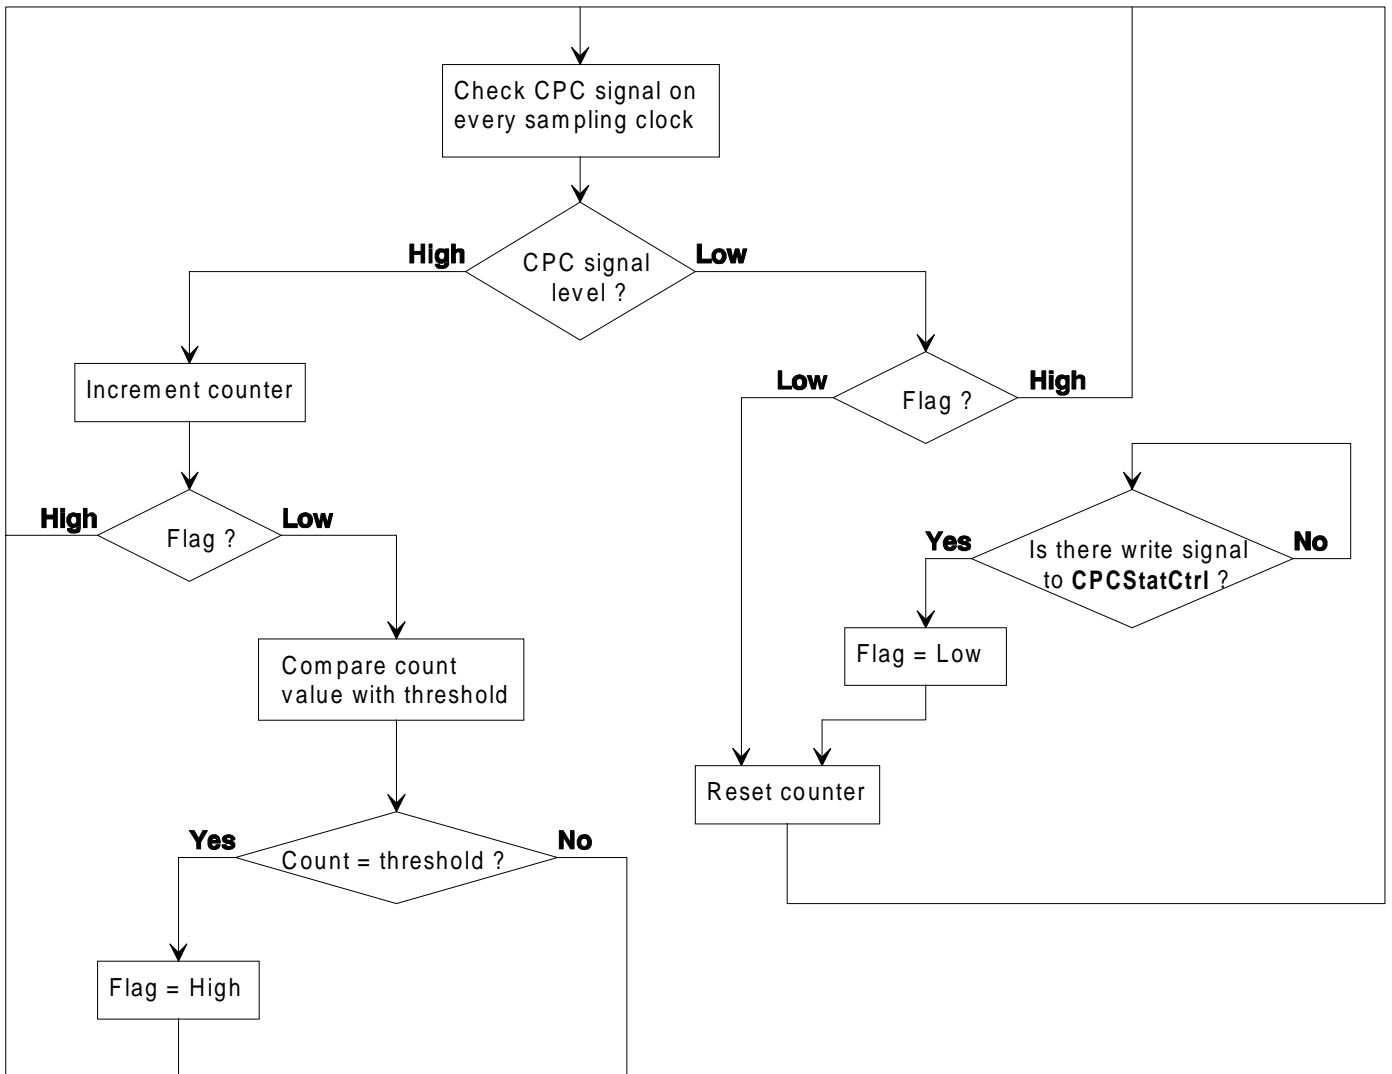 Check CPC signal on
every sampling clock
High
CPC signal
level ?
Low
Increment counter
Low
Flag ?
High
High
Flag ?
Low
Yes
Is there write signal
to CPCStatCtrl ?
No
Flag = Low
Compare count
value with threshold
Reset counter
Yes
Count = threshold ?
No
Flag = High